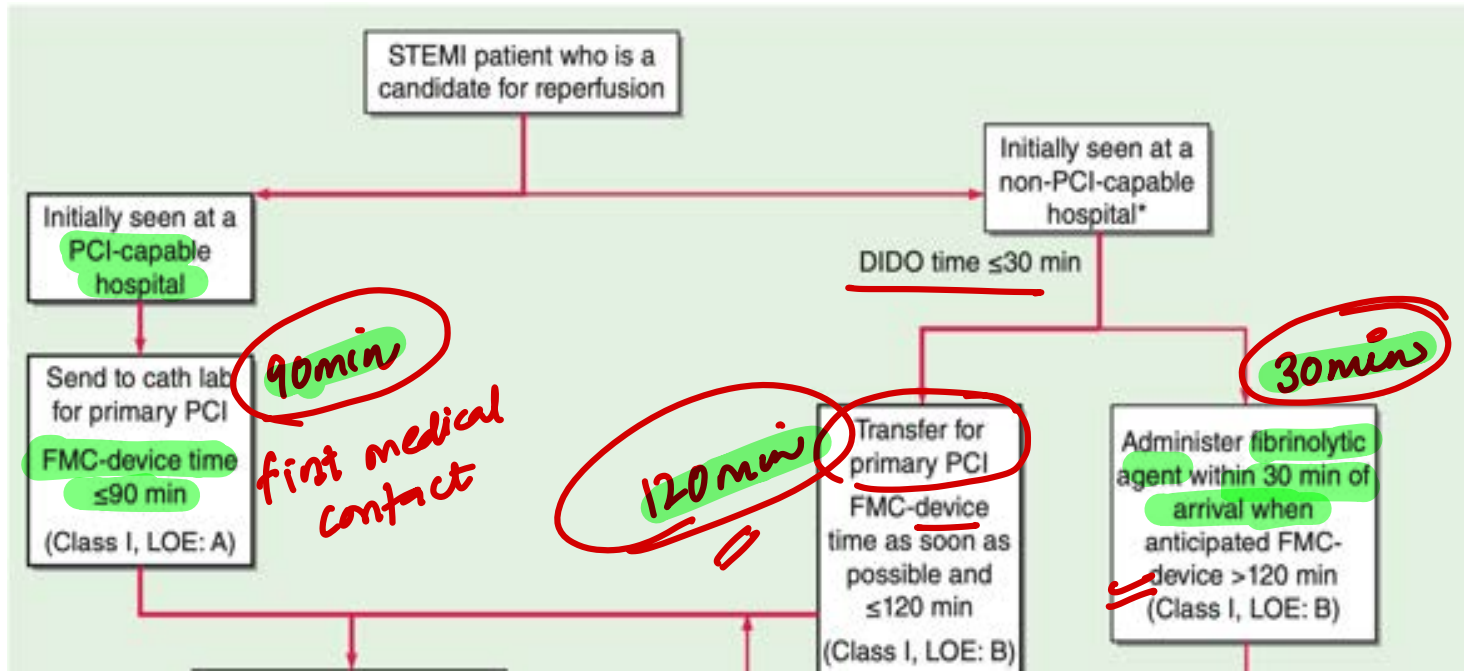 STEMI patient who is a
candidate for reperfusion
Initially seen at a
non-PCI-capable
hospital*
Initially seen at a
PCI-capable
hospital
DIDO time ≤30 min
Send to cath lab
for primary PCI
FMC-device time
≤90 min
(Class I, LOE: A)
90min
first medical
contact
120min
Transfer for
primary PCI
FMC-device
time as soon as
possible and
≤120 min
(Class I, LOE: B)
30mins
Administer fibrinolytic
agent within 30 min of
arrival when
anticipated FMC-
device >120 min
(Class I, LOE: B)